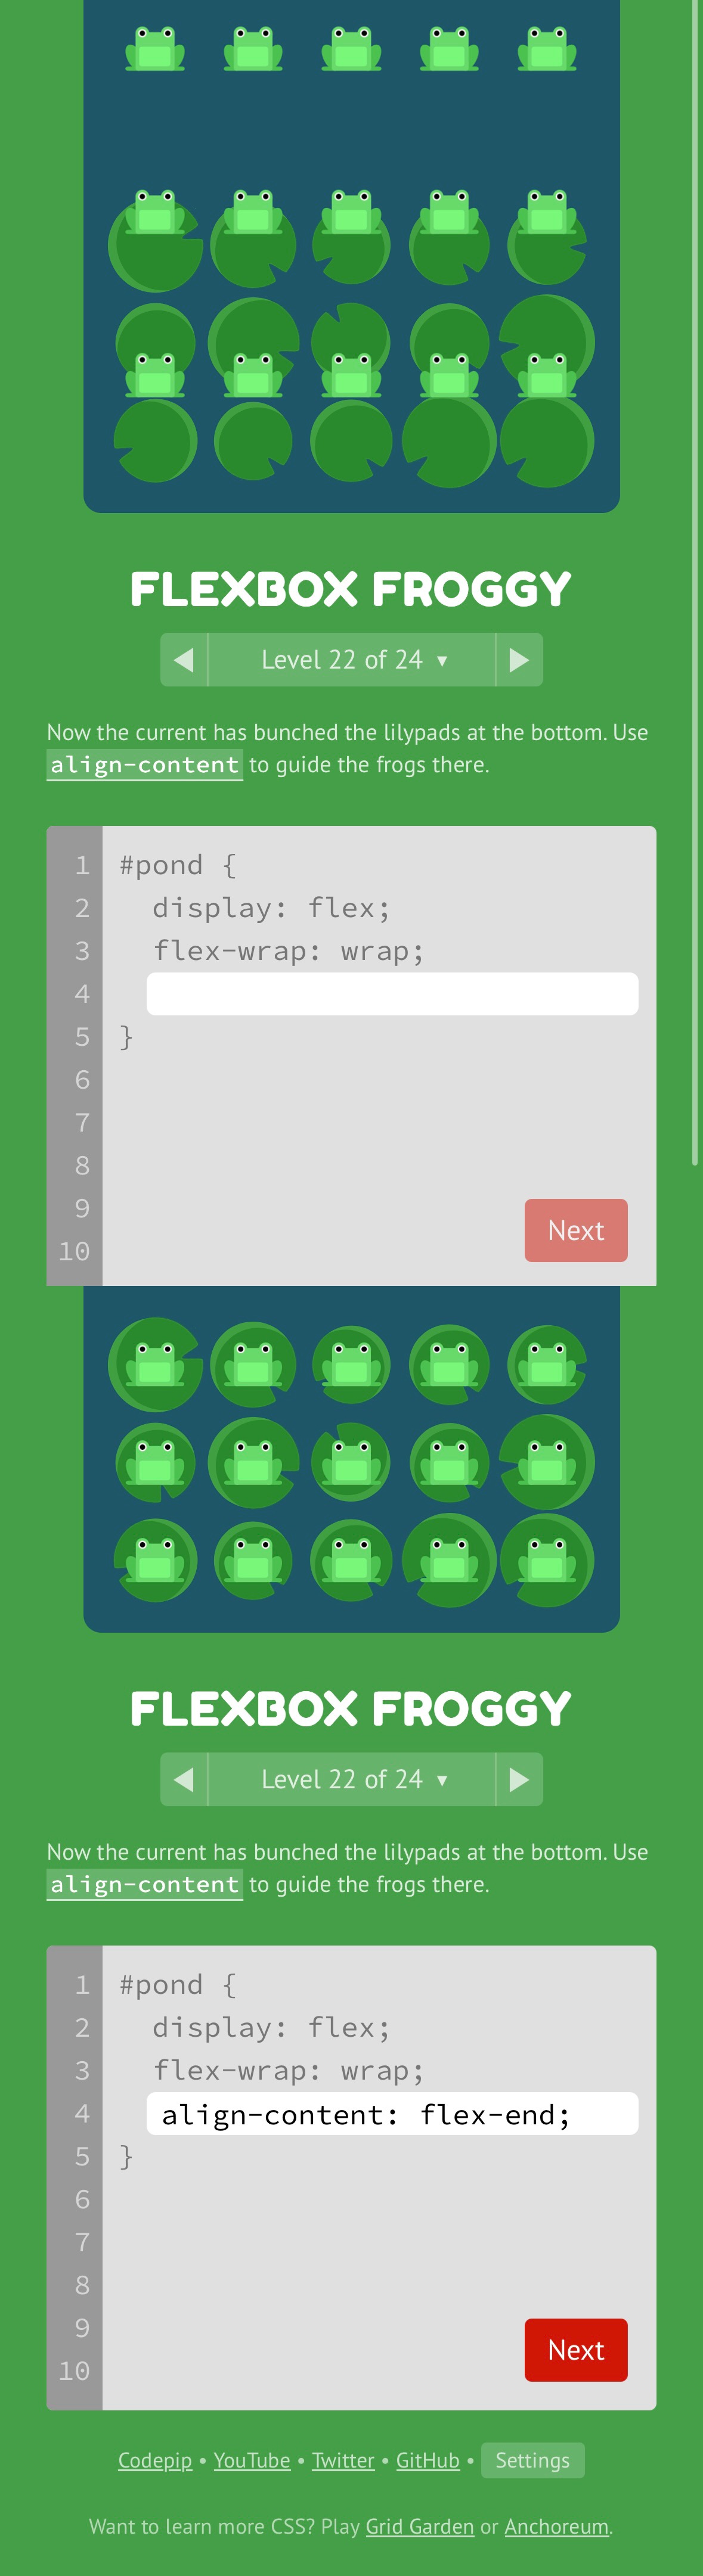 FLEXBOX FROGGY
◀ Level 22 of 24 ▼ ▶
Now the current has bunched the lilypads at the bottom. Use
align-content to guide the frogs there.
1 #pond {
2 display: flex;
3 flex-wrap: wrap;
4
5 }
6
7
8
9
10
Next
FLEXBOX FROGGY
◀ Level 22 of 24 ▼ ▶
Now the current has bunched the lilypads at the bottom. Use
align-content to guide the frogs there.
1 #pond {
2 display: flex;
3 flex-wrap: wrap;
4 align-content: flex-end;
5 }
6
7
8
9
10
Next
Codepip • YouTube • Twitter • GitHub • Settings
Want to learn more CSS? Play Grid Garden or Anchoreum.